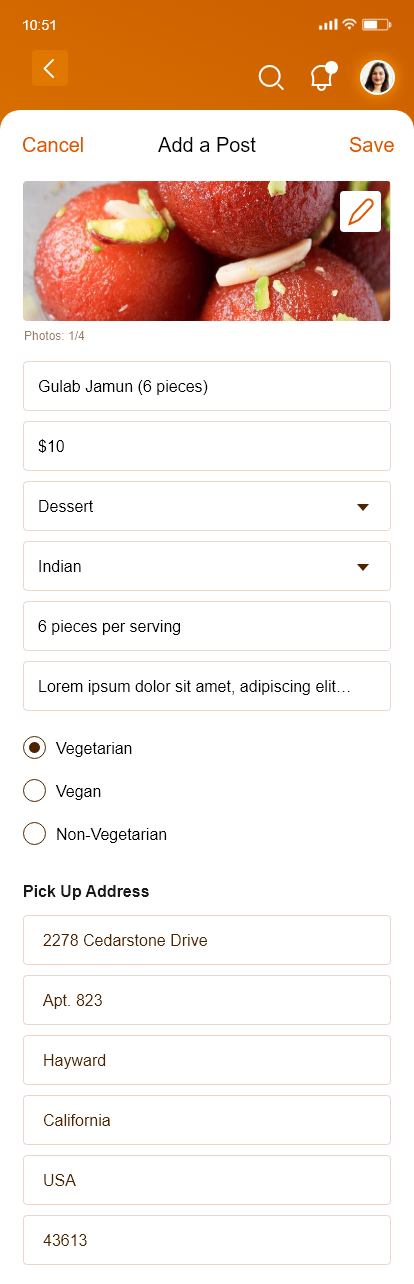 10:51
Cancel Add a Post Save
Photos: 1/4
Gulab Jamun (6 pieces)
$10
Dessert
Indian
6 pieces per serving
Lorem ipsum dolor sit amet, adipiscing elit…
Vegetarian
Vegan
Non-Vegetarian
Pick Up Address
2278 Cedarstone Drive
Apt. 823
Hayward
California
USA
43613